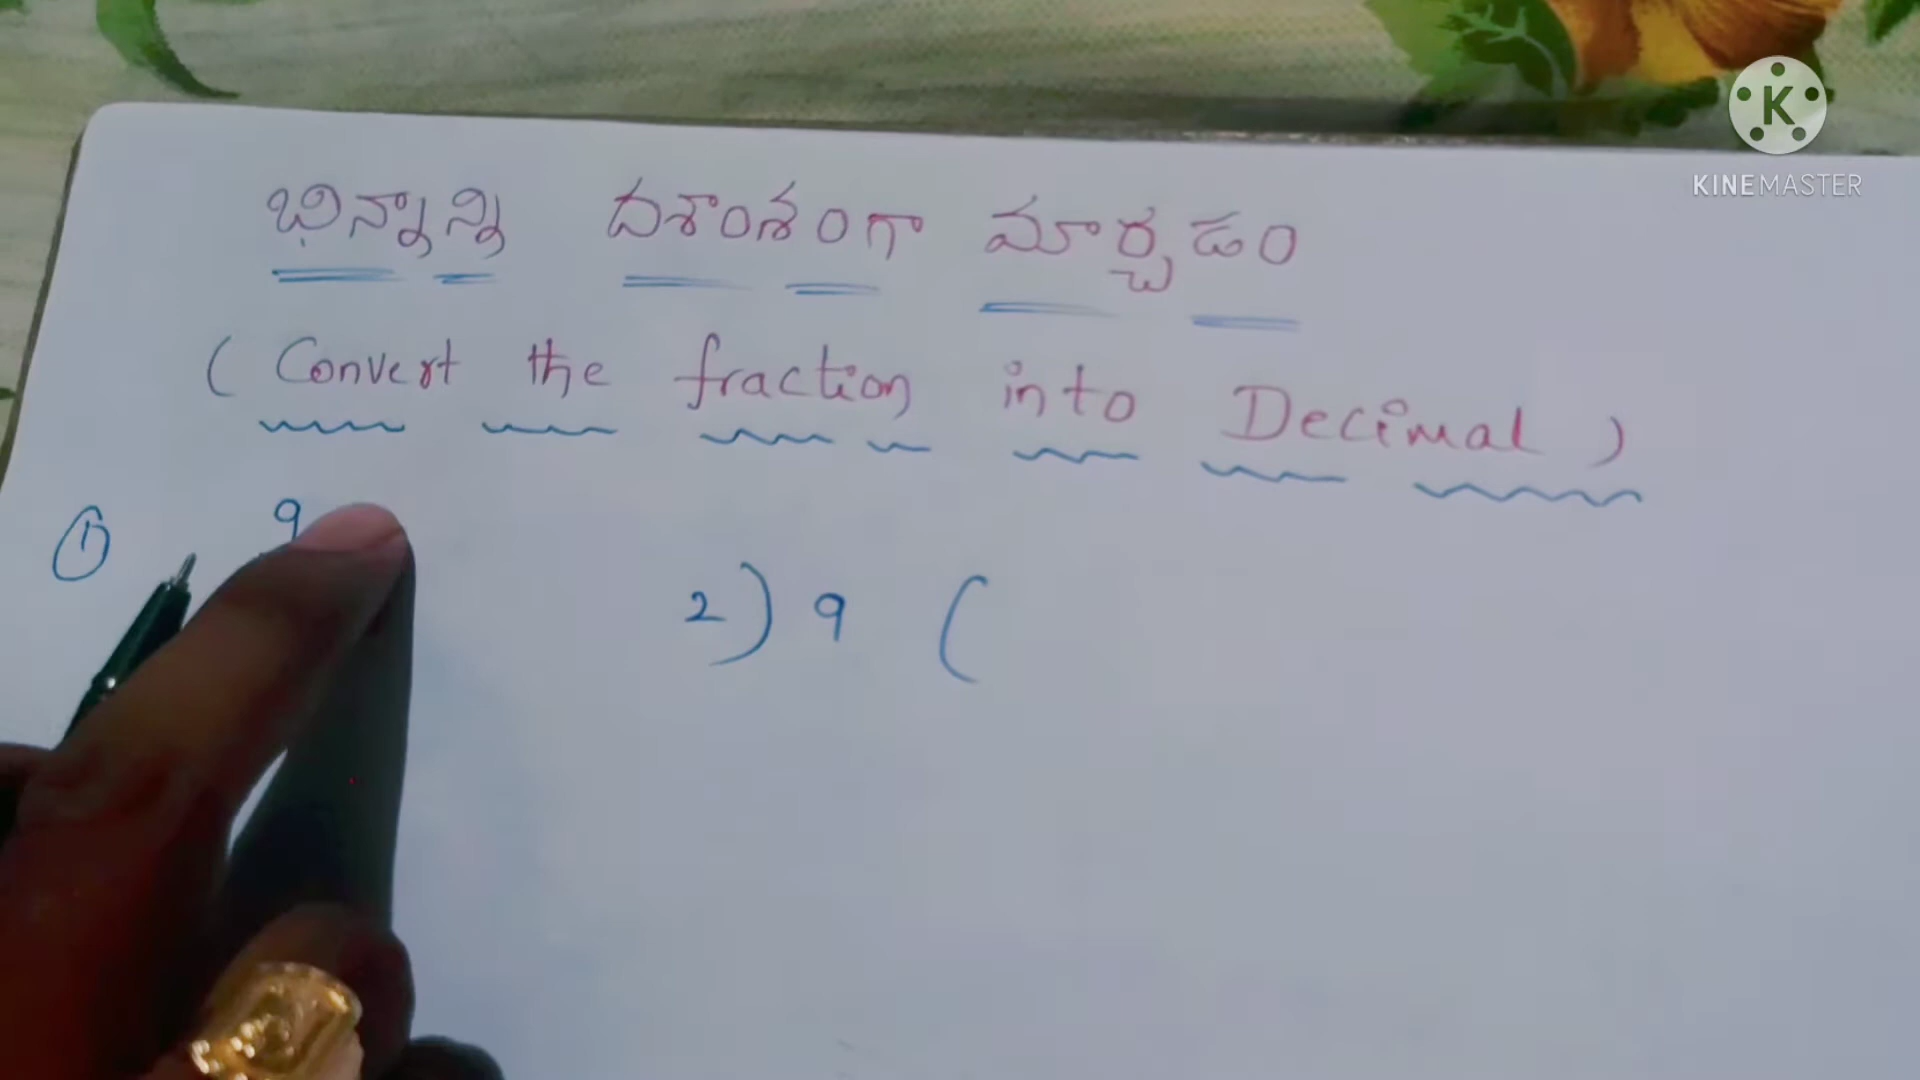 భిన్నాన్ని దశాంశంగా మార్చడం
( Convert the fraction into Decimal )
① 9
2 ) 9 (
K
KINEMASTER